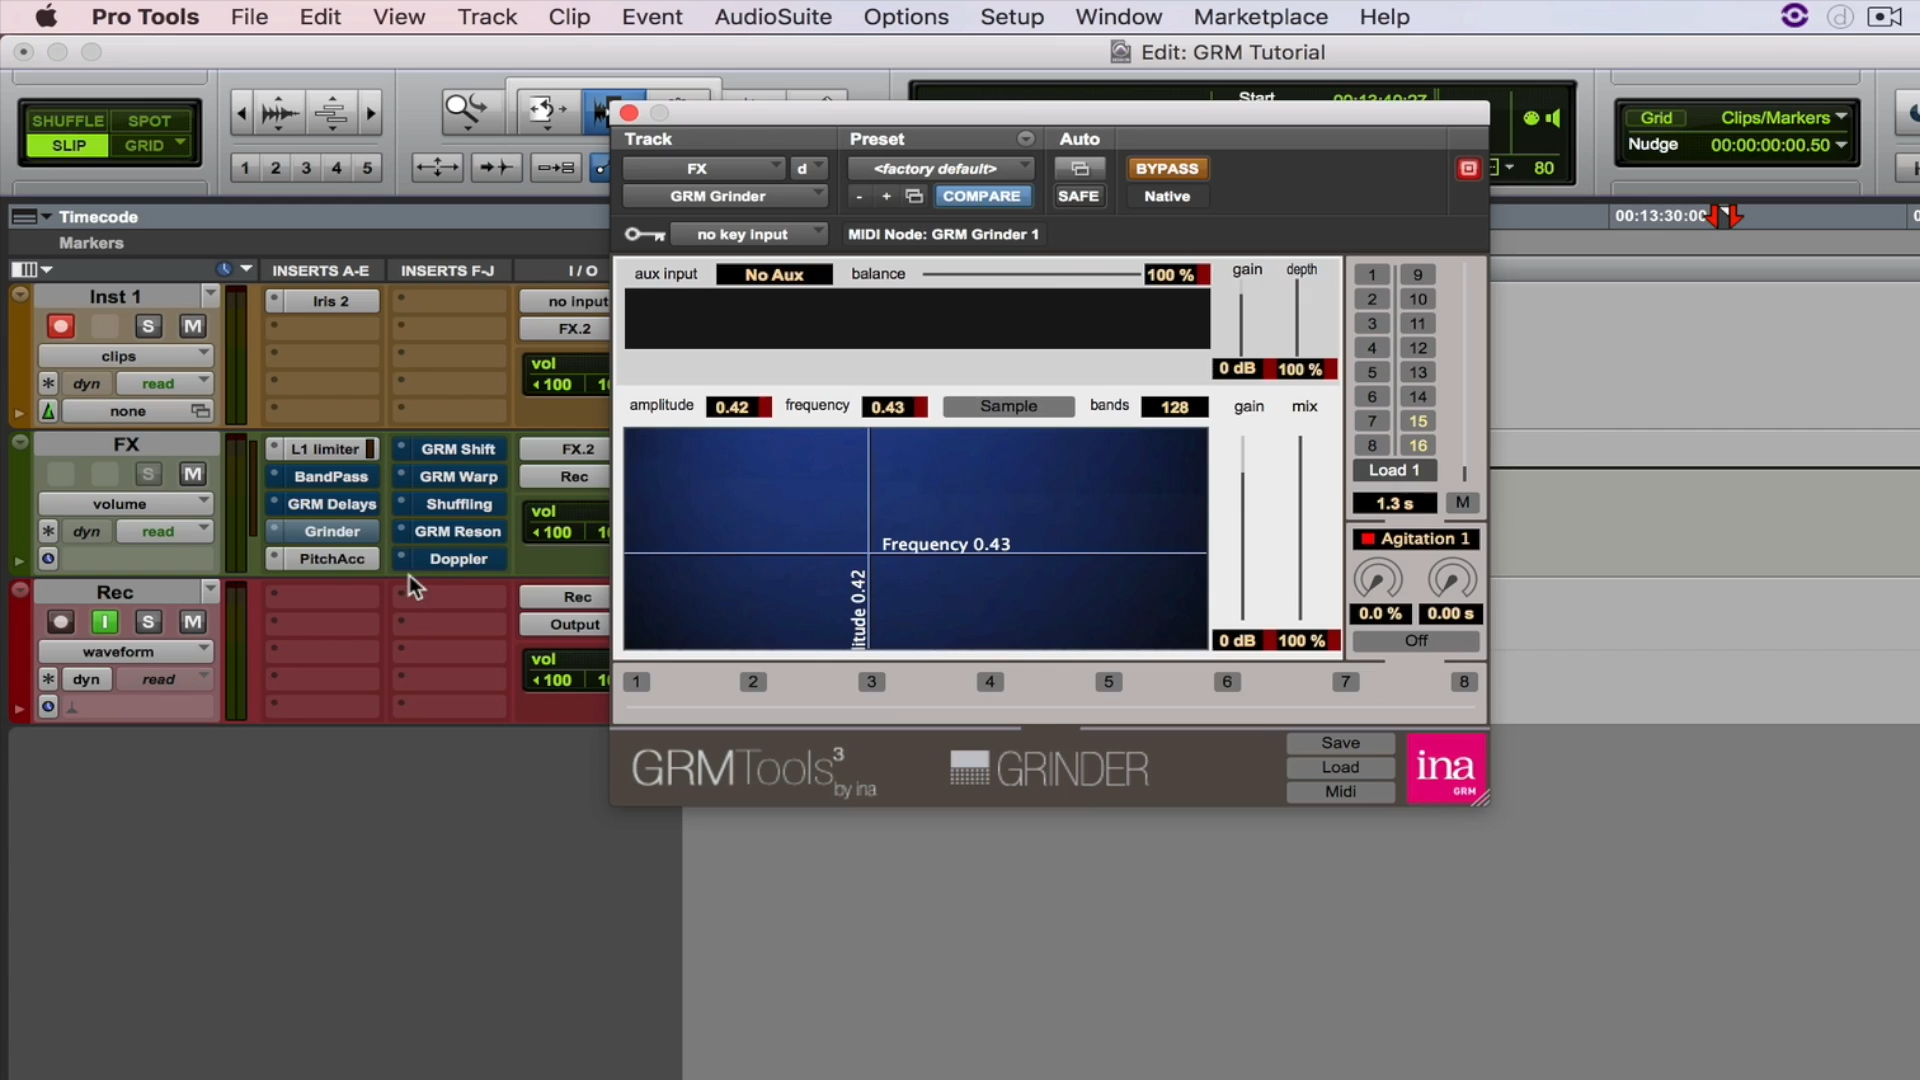 Pro Tools File Edit View Track Clip Event AudioSuite Options Setup Window Marketplace Help
Edit: GRM Tutorial
SHUFFLE SPOT
SLIP GRID
1 2 3 4 5
Grid Clips/Markers
Nudge 00:00:00:00.50
80
Timecode
00:13:30:00
Markers
INSERTS A-E INSERTS F-J I / O
Inst 1
Iris 2
no input
S M
FX.2
clips
vol
dyn read
100
none
FX
L1 limiter GRM Shift FX.2
S M
BandPass GRM Warp Rec
volume
GRM Delays Shuffling
vol
dyn read
Grinder GRM Reson
100
PitchAcc Doppler
Rec
Rec
I S M
Output
waveform
vol
dyn read
100
Track Preset Auto
FX d <factory default> BYPASS
GRM Grinder - + COMPARE SAFE Native
no key input MIDI Node: GRM Grinder 1
aux input No Aux balance 100 % gain depth
0 dB 100 %
amplitude 0.42 frequency 0.43 Sample bands 128 gain mix
Frequency 0.43
litude 0.42
0 dB 100 %
1 9
2 10
3 11
4 12
5 13
6 14
7 15
8 16
Load 1
1.3 s M
Agitation 1
0.0 % 0.00 s
Off
1 2 3 4 5 6 7 8
GRMTools3
by ina
GRINDER
Save
Load
Midi
ina
GRM